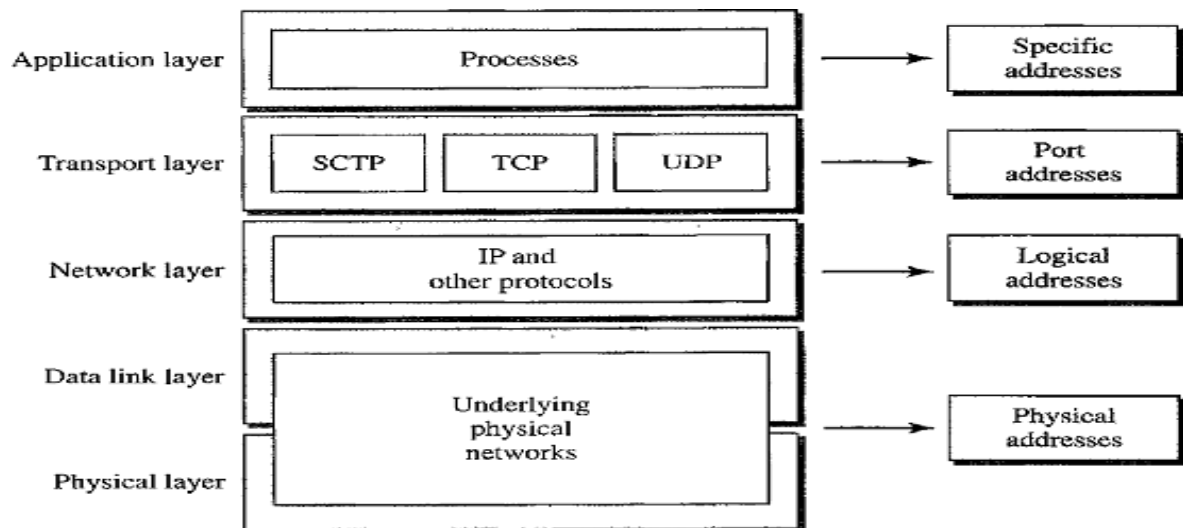 Application layer
Processes
Specific
addresses
Transport layer
SCTP
TCP
UDP
Port
addresses
Network layer
IP and
other protocols
Logical
addresses
Data link layer
Underlying
physical
networks
Physical
addresses
Physical layer